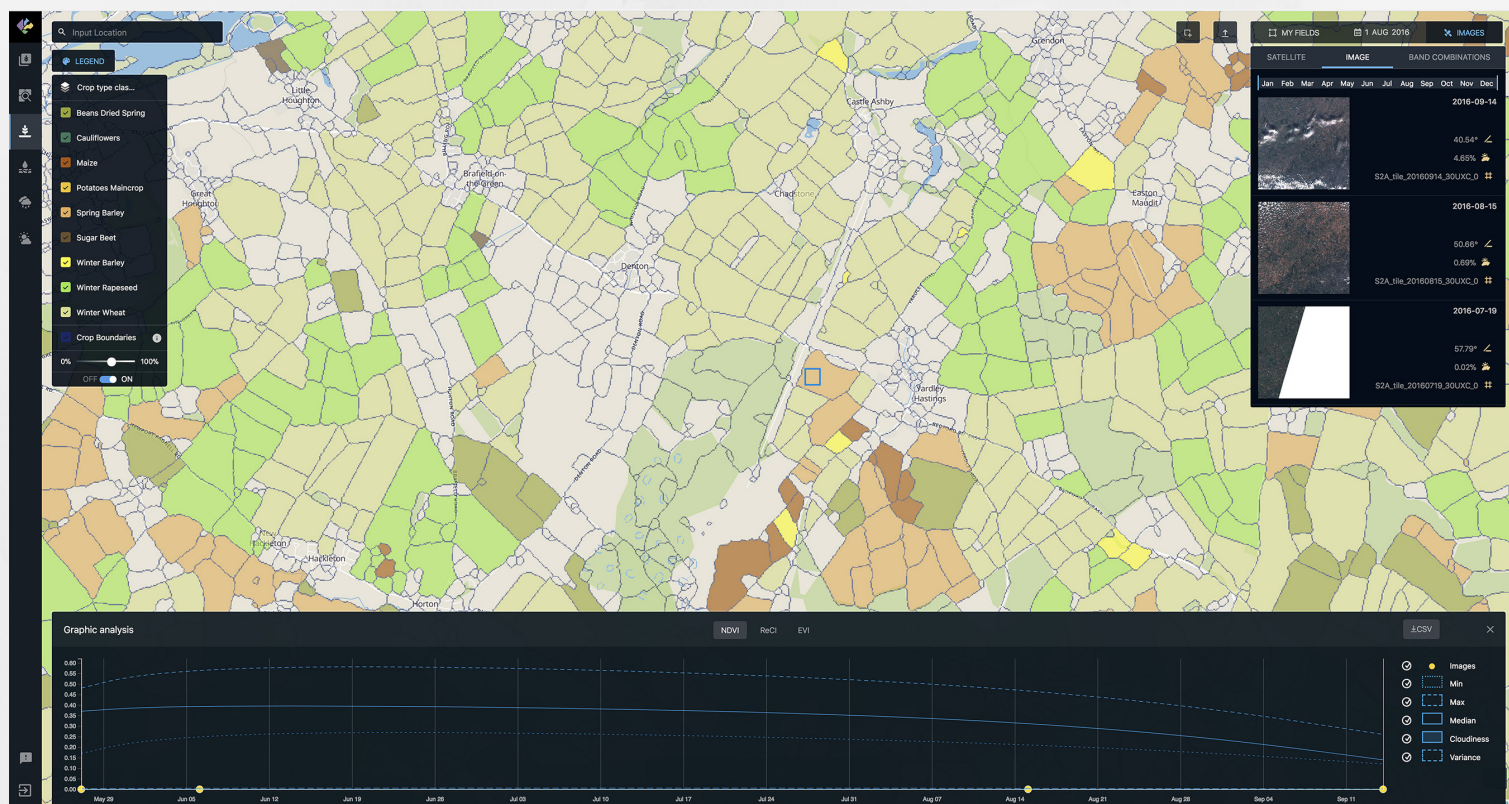 Input Location
LEGEND
Crop type clas...
Beans Dried Spring
Cauliflowers
Maize
Potatoes Maincrop
Spring Barley
Sugar Beet
Winter Barley
Winter Rapeseed
Winter Wheat
Crop Boundaries
0% 100%
OFF ON
MY FIELDS 1 AUG 2016 IMAGES
SATELLITE IMAGE BAND COMBINATIONS
Jan Feb Mar Apr May Jun Jul Aug Sep Oct Nov Dec
2016-09-14
40.54°
4.65%
S2A_tile_20160914_30UXC_0
2016-08-15
50.66°
0.69%
S2A_tile_20160815_30UXC_0
2016-07-19
57.79°
0.02%
S2A_tile_20160719_30UXC_0
Grendon
Little
Houghton
Castle Ashby
Brafield-on-
the-Green
Great
Houghton
Chadstone
Easton
Maudit
Denton
DENTON ROAD
Yardley
Hastings
DENTON ROAD
Hackleton
Horton
Graphic analysis
NDVI ReCI EVI
CSV
0.60
0.55
0.50
0.45
0.40
0.35
0.30
0.25
0.20
0.15
0.10
0.05
0.00
May 29 Jun 05 Jun 12 Jun 19 Jun 26 Jul 03 Jul 10 Jul 17 Jul 24 Jul 31 Aug 07 Aug 14 Aug 21 Aug 28 Sep 04 Sep 11
Images
Min
Max
Median
Cloudiness
Variance